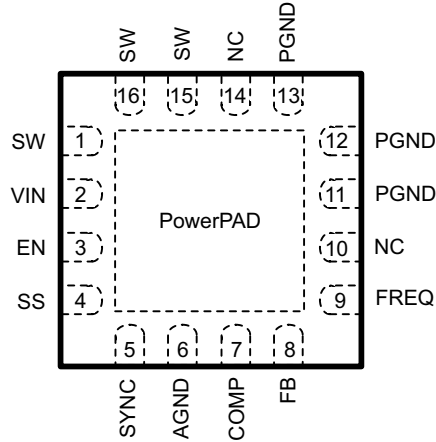 SW SW NC PGND
16 15 14 13
SW 1 12 PGND
VIN 2 11 PGND
PowerPAD
EN 3 10 NC
SS 4 9 FREQ
5 6 7 8
SYNC AGND COMP FB